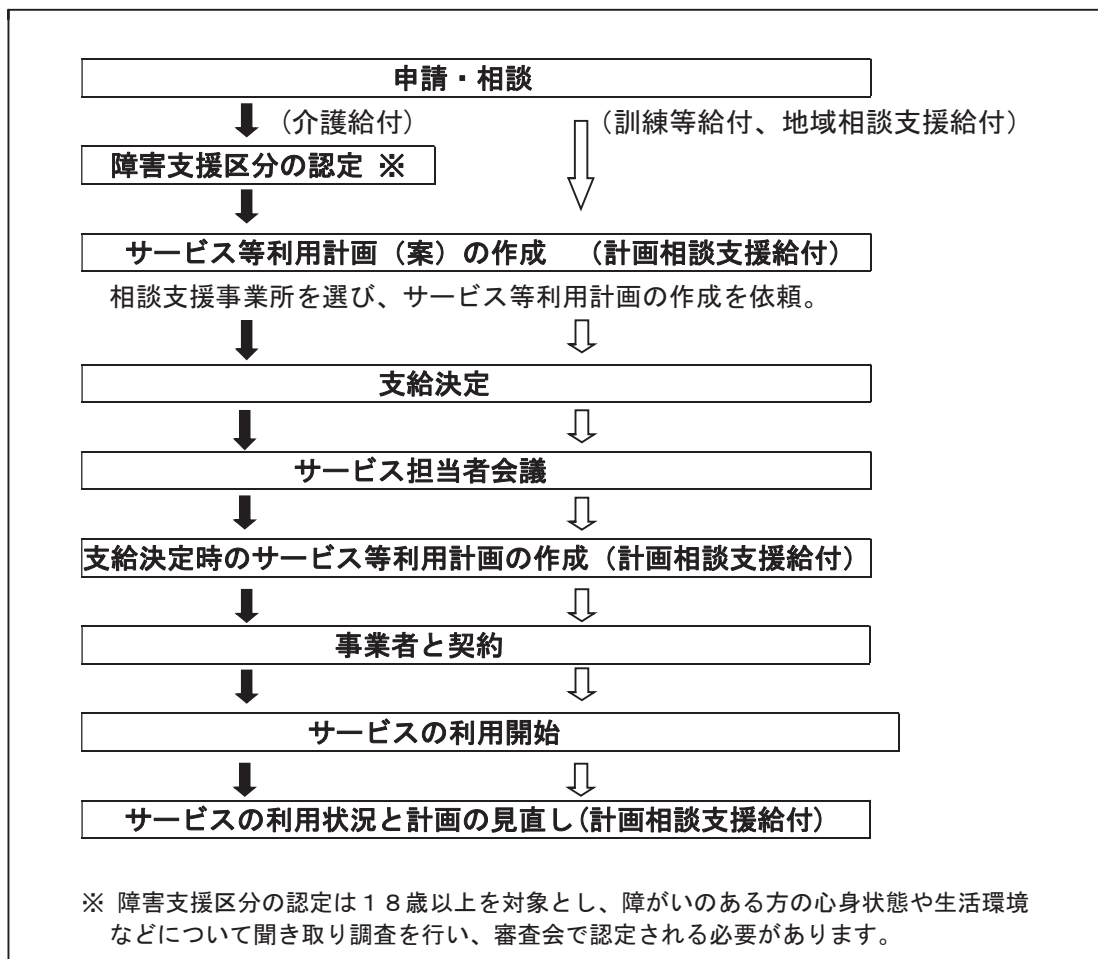 申請・相談
（介護給付）
（訓練等給付、地域相談支援給付）
障害支援区分の認定 ※
サービス等利用計画（案）の作成　（計画相談支援給付）
相談支援事業所を選び、サービス等利用計画の作成を依頼。
支給決定
サービス担当者会議
支給決定時のサービス等利用計画の作成（計画相談支援給付）
事業者と契約
サービスの利用開始
サービスの利用状況と計画の見直し（計画相談支援給付）
※ 障害支援区分の認定は１８歳以上を対象とし、障がいのある方の心身状態や生活環境
などについて聞き取り調査を行い、審査会で認定される必要があります。